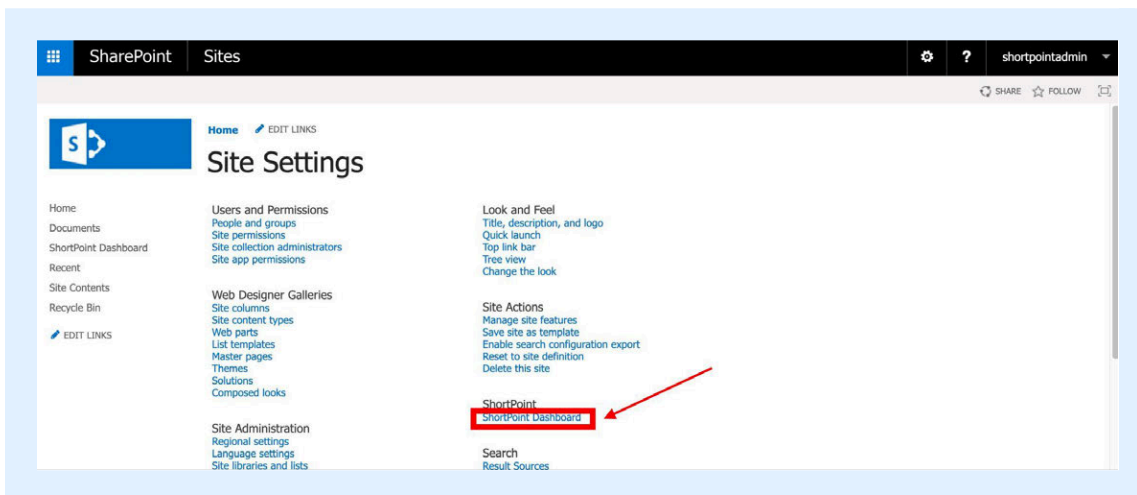 SharePoint
Sites
?
shortpointadmin
SHARE
FOLLOW
S
Home
EDIT LINKS
Site Settings
Home
Documents
ShortPoint Dashboard
Recent
Site Contents
Recycle Bin
EDIT LINKS
Users and Permissions
People and groups
Site permissions
Site collection administrators
Site app permissions
Web Designer Galleries
Site columns
Site content types
Web parts
List templates
Master pages
Themes
Solutions
Composed looks
Site Administration
Regional settings
Language settings
Site libraries and lists
Look and Feel
Title, description, and logo
Quick launch
Top link bar
Tree view
Change the look
Site Actions
Manage site features
Save site as template
Enable search configuration export
Reset to site definition
Delete this site
ShortPoint
ShortPoint Dashboard
Search
Result Sources